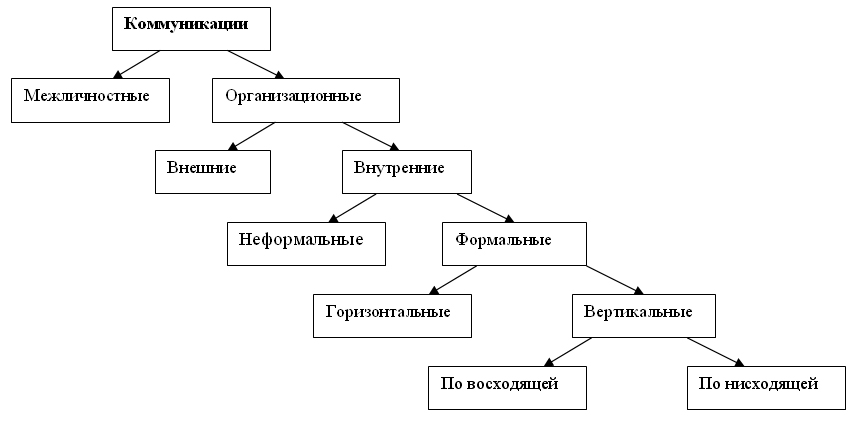 Коммуникации
Межличностные
Организационные
Внешние
Внутренние
Неформальные
Формальные
Горизонтальные
Вертикальные
По восходящей
По нисходящей